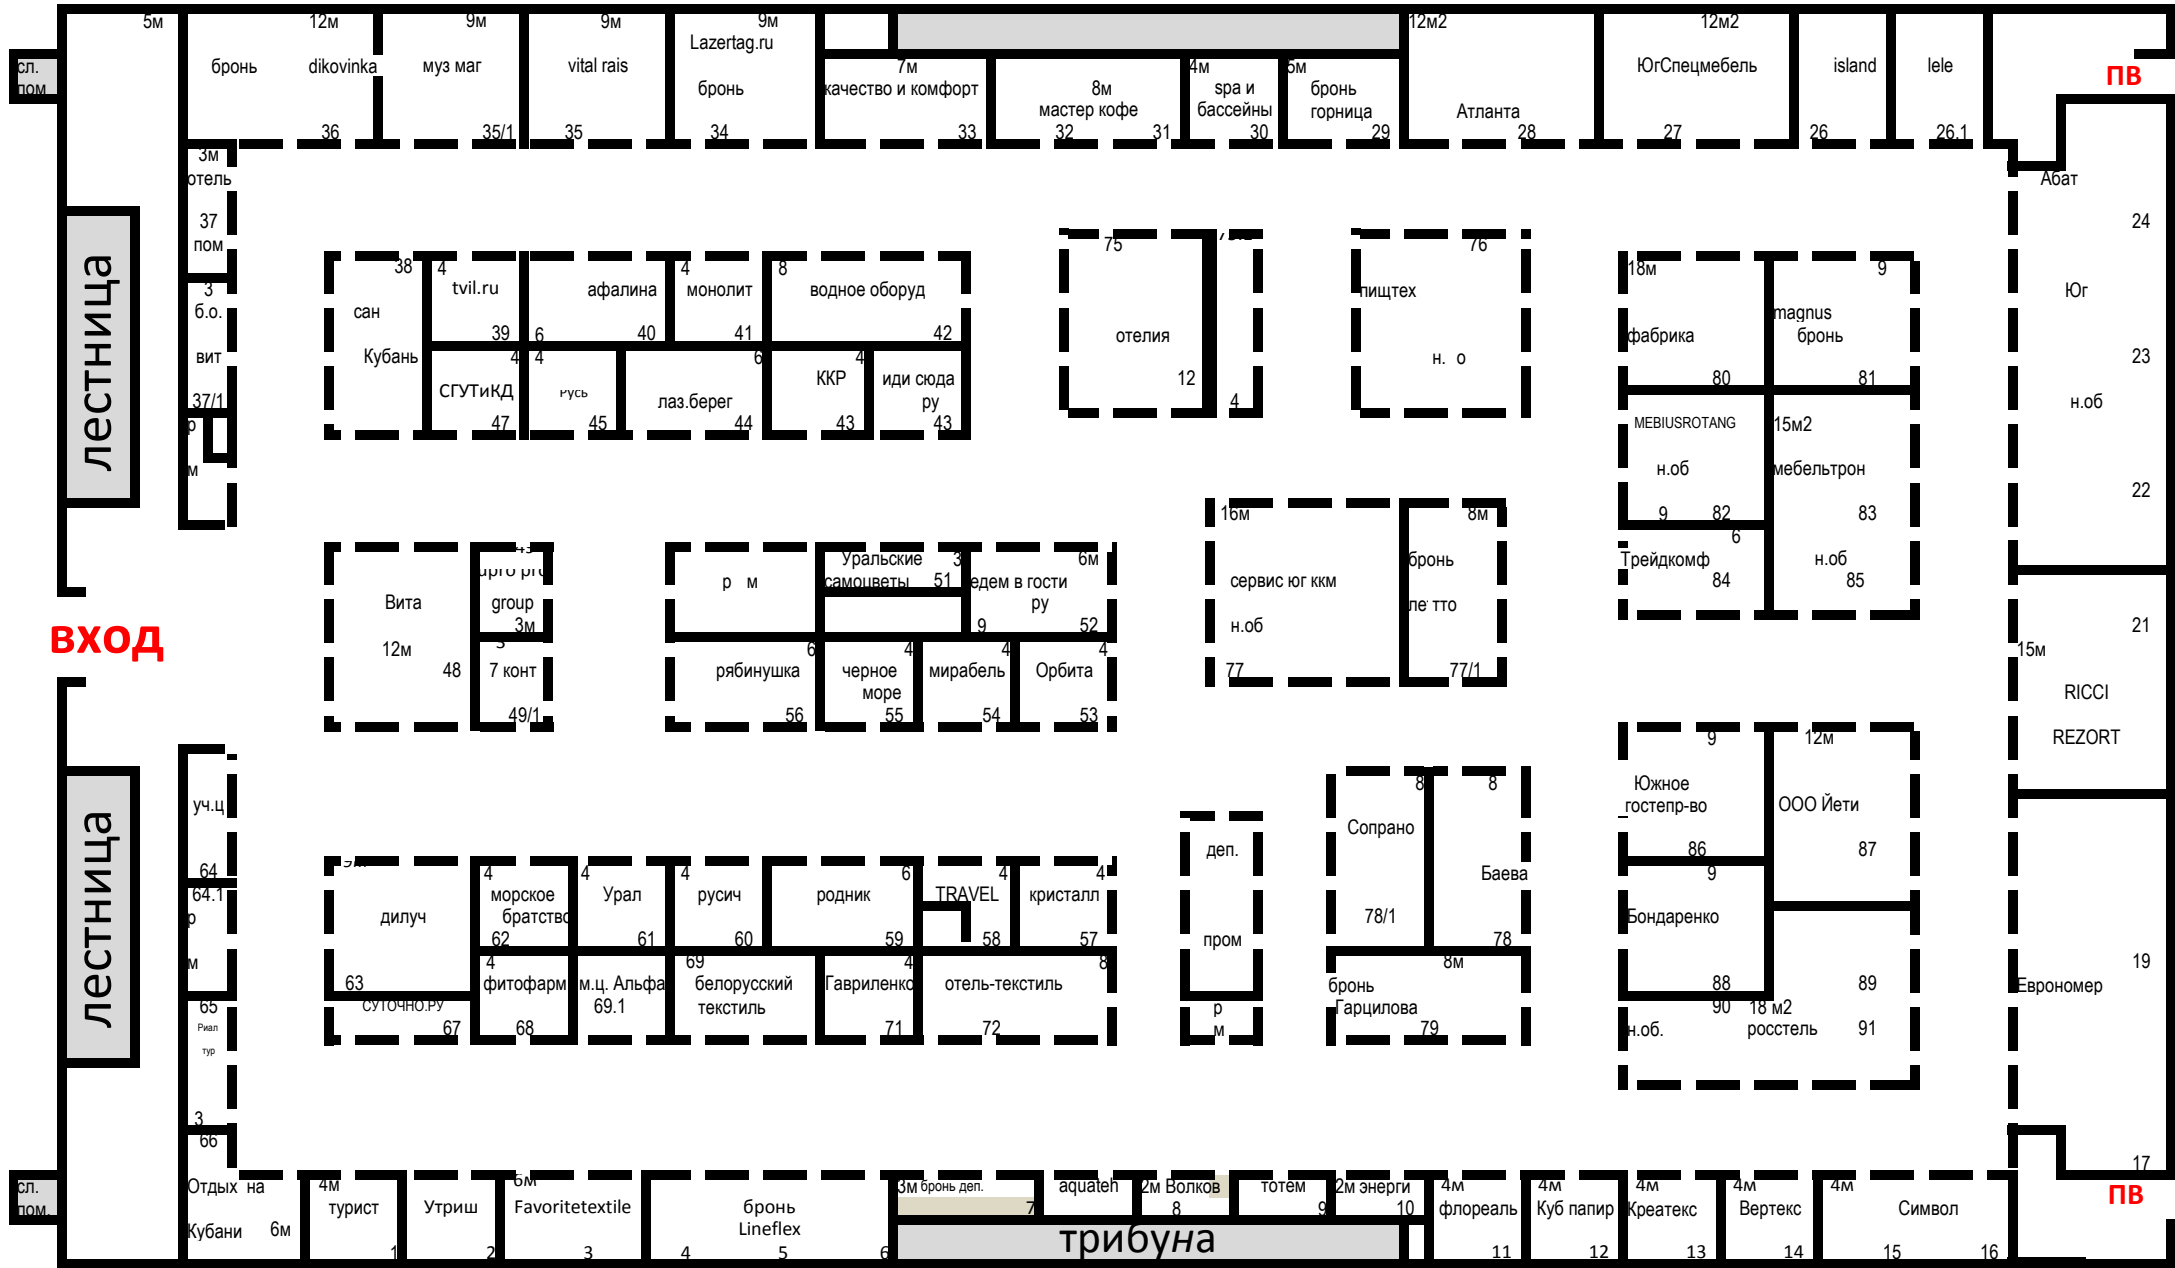 5м
12м
9м
9м
9м
12м2
12м2
Lazertag.ru
сл.
пом
бронь
dikovinka
муз маг
vital rais
бронь
7м
качество и комфорт
8м
мастер кофе
4м
spa и
бассейны
5м
бронь
горница
Атланта
ЮгСпецмебель
island
lele
ПВ
36
35/1
35
34
33
32
31
30
29
28
27
26
26.1
3м
отель
37
пом
3
б.о.
вит
37/1
р
м
лестница
38
сан
Кубань
4
tvil.ru
39
афалина
6
40
4
монолит
41
8
водное оборуд
42
4
СГУТиКД
47
4
45
6
лаз.берег
44
4
ККР
43
иди сюда
ру
43
75
отелия
12
4
76
пищтех
н. о
18м
фабрика
80
9
magnus
бронь
81
MEBIUSROTANG
н.об
9
82
15м2
мебельтрон
83
н.об
85
6
Трейдкомф
84
Абат
24
Юг
23
н.об
22
ВХОД
Вита
12м
48
group
3м
7 конт
49/1
р м
Уральские
самоцветы
3
51
6м
едем в гости
ру
9
52
6
рябинушка
56
4
черное
море
55
4
мирабель
54
4
Орбита
53
16м
сервис юг ккм
н.об
77
8м
бронь
77/1
21
15м
RICCI
REZORT
лестница
уч.ц
64
64.1
р
м
65
Риал
тур
3
66
дилуч
63
СУТОЧНО.РУ
67
4
морское
братство
62
4
Урал
61
4
русич
60
6
родник
59
4
TRAVEL
58
4
кристалл
57
4
фитофарм
68
м.ц. Альфа
69.1
69
белорусский
текстиль
4
Гавриленко
71
8
отель-текстиль
72
деп.
пром
р
м
8
Сопрано
78/1
8
Баева
78
8м
бронь
Гарцилова
79
9
Южное
гостепр-во
86
12м
ООО Йети
87
9
Бондаренко
88
89
90
18 м2
н.об.
росстель
91
19
Еврономер
17
ПВ
сл.
пом.
Отдых на
Кубани
6м
4м
турист
1
Утриш
2
6м
Favoritetextile
3
бронь
Lineflex
4
5
6
3м бронь деп.
7
aquateh
2м Волков
8
тотем
9
2м энерги
10
трибуна
4м
флореаль
11
4м
Куб папир
12
4м
Креатекс
13
4м
Вертекс
14
4м
Символ
15
16